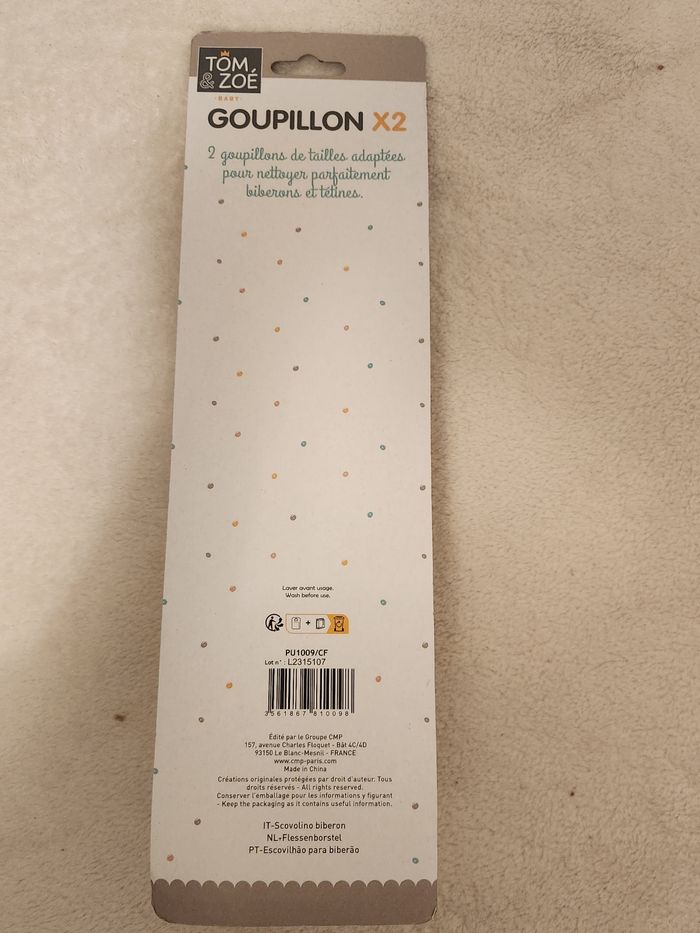 TOM
& ZOÉ
·BABY·
GOUPILLON X2
2 goupillons de tailles adaptées
pour nettoyer parfaitement
biberons et tétines.
Laver avant usage.
Wash before use.
+
PU1009/CF
Lot n° : L2315107
3 561867 810098
Édité par le Groupe CMP
157, avenue Charles Floquet - Bât 4C/4D
93150 Le Blanc-Mesnil - FRANCE
www.cmp-paris.com
Made in China
Créations originales protégées par droit d'auteur. Tous
droits réservés - All rights reserved.
Conserver l'emballage pour les informations y figurant
- Keep the packaging as it contains useful information.
IT-Scovolino biberon
NL-Flessenborstel
PT-Escovilhão para biberão